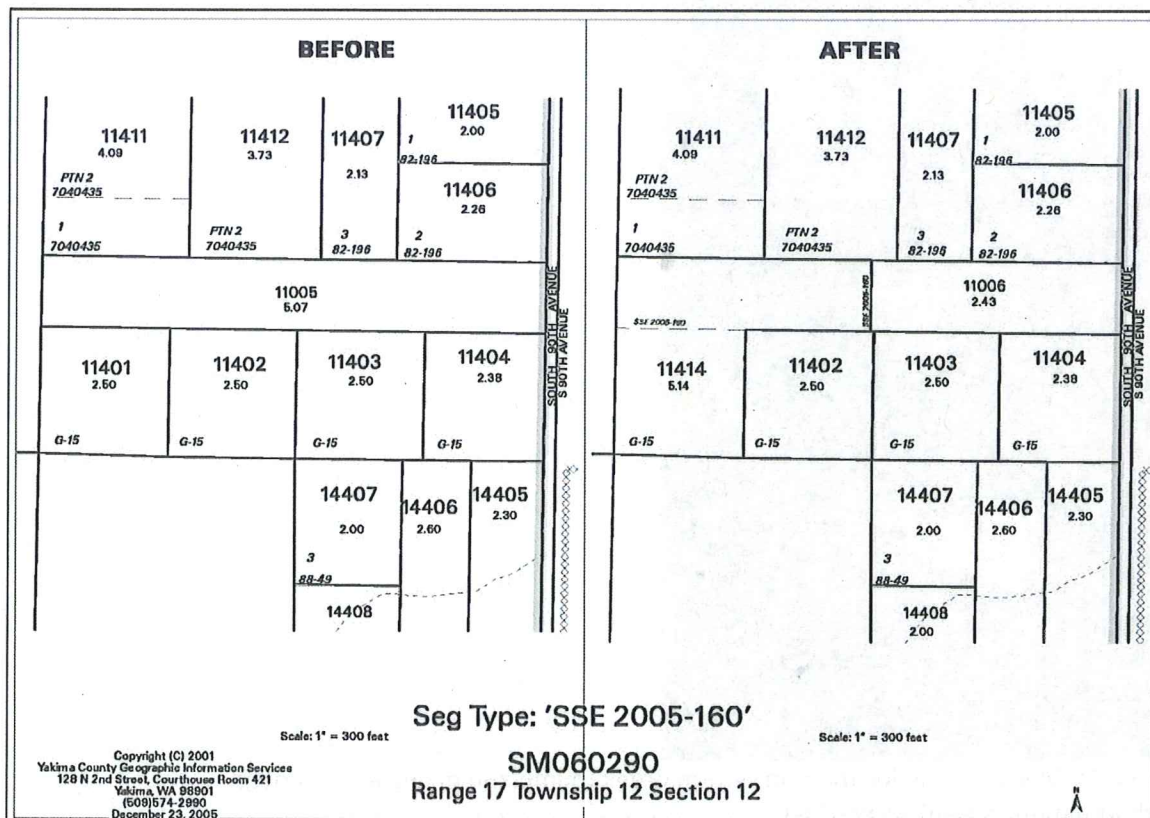 BEFORE
11411
4.09
PTN 2
7040435
1
7040435
11412
3.73
PTN 2
7040435
11407
2.13
3
82-196
11405
2.00
1
82-196
11406
2.26
2
82-196
11005
5.07
11401
2.50
G-15
11402
2.50
G-15
11403
2.50
G-15
11404
2.38
G-15
14407
2.00
3
88-49
14406
2.60
14405
2.30
14408
SOUTH 90TH AVENUE
S 90TH AVENUE
AFTER
11411
4.09
PTN 2
7040435
1
7040435
11412
3.73
PTN 2
7040435
11407
2.13
3
82-196
11405
2.00
1
82-196
11406
2.26
2
82-196
SSE 2005-160
11006
2.43
SSE 2005-160
11414
5.14
G-15
11402
2.50
G-15
11403
2.50
G-15
11404
2.38
G-15
14407
2.00
3
88-49
14406
2.60
14405
2.30
14408
2.00
SOUTH 90TH AVENUE
S 90TH AVENUE
Seg Type: 'SSE 2005-160'
Scale: 1" = 300 feet
Scale: 1" = 300 feet
SM060290
Range 17 Township 12 Section 12
Copyright (C) 2001
Yakima County Geographic Information Services
128 N 2nd Street, Courthouse Room 421
Yakima, WA 98901
(509)574-2990
December 23, 2005
N